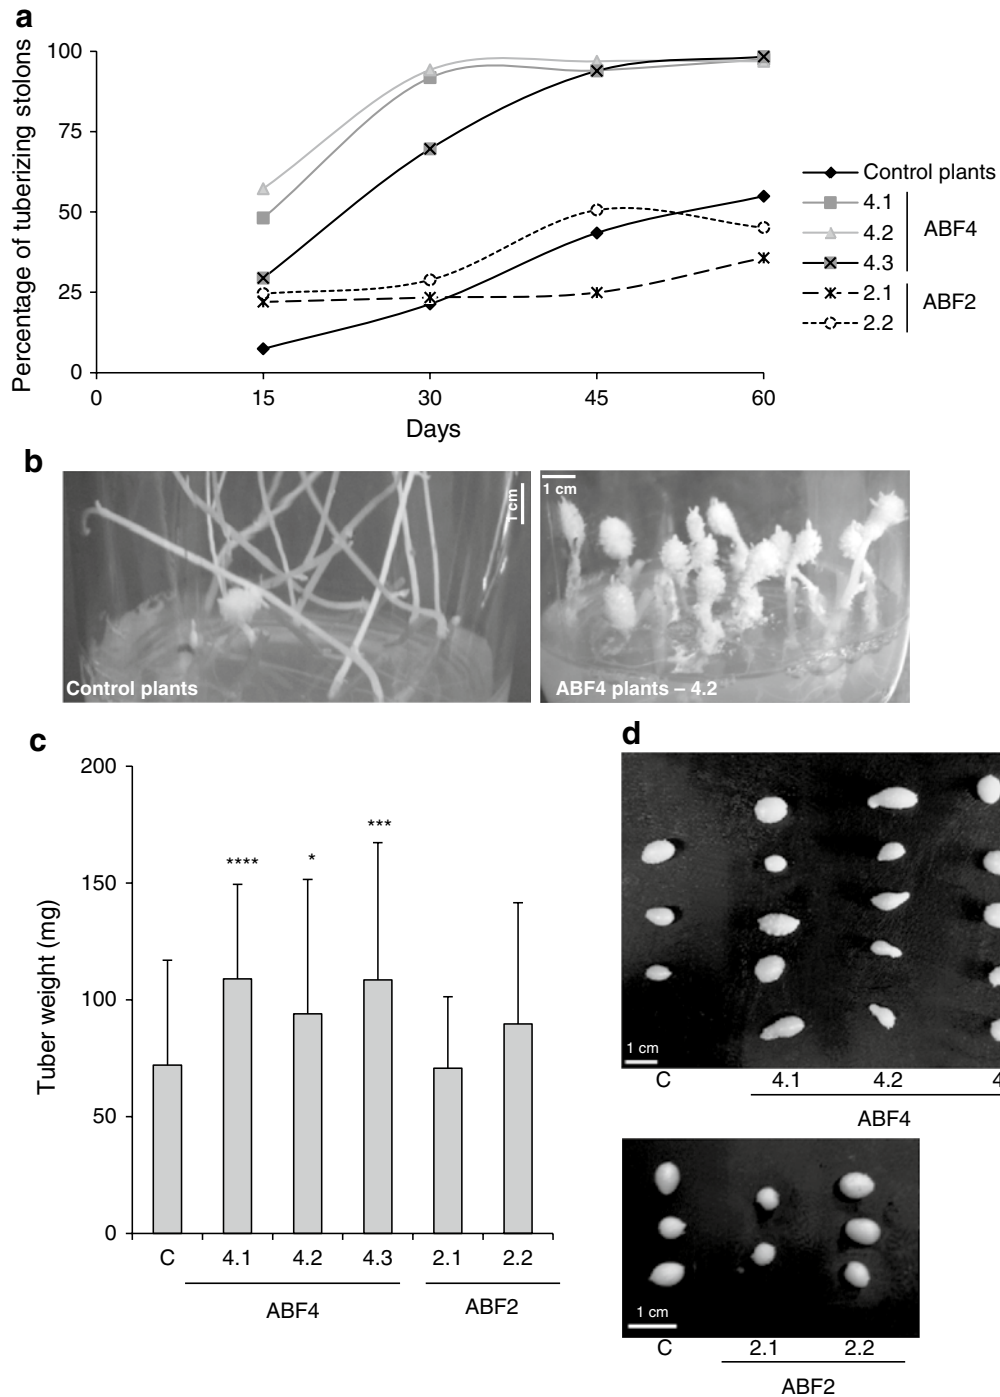 a
Percentage of tuberizing stolons
100
75
50
25
0
0 15 30 45 60
Days
Control plants
4.1
4.2
4.3
ABF4
2.1
2.2
ABF2
b
1 cm
Control plants
1 cm
ABF4 plants – 4.2
c
Tuber weight (mg)
200
150
100
50
0
**** * ***
C 4.1 4.2 4.3 2.1 2.2
ABF4 ABF2
d
1 cm
C 4.1 4.2 4
ABF4
1 cm
C 2.1 2.2
ABF2